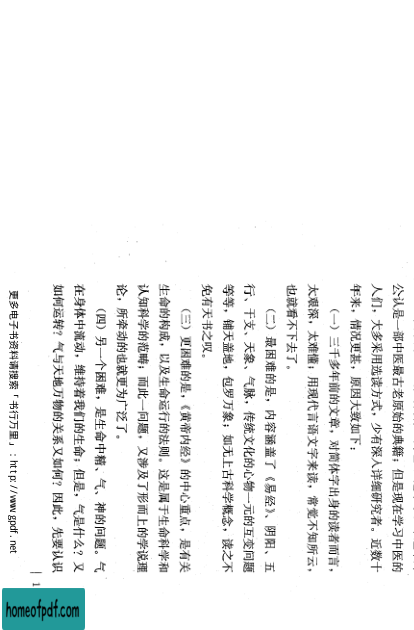 公认是一部中医最古老原始的典籍；但是现在学习中医的
人们，大多采用选读方式，少有深入详细研究者。近数十
年来，情况更甚，原因大致如下：
（一）三千多年前的文章，对简体字出身的读者而言，
太艰深，太难懂；用现代言语文字来读，常觉不知所云，
也就看不下去了。
（二）最困难的是，内容涵盖了《易经》、阴阳、五
行、干支、天象、气脉，传统文化的心物一元的互变问题
等等，铺天盖地，包罗万象；如无上古科学概念，读之不
免有天书之叹。
（三）更困难的是，《黄帝内经》的中心重点，是有关
生命的构成，以及生命运行的法则。这是属于生命科学和
认知科学的范畴；而此一问题，又涉及了形而上的学说理
论，所牵动的也就更为广泛了。
（四）另一个困难，是生命中精、气、神的问题。气
在身体中流动，维持着我们的生命；但是，气是什么？又
如何运转？气与天地万物的关系又如何？因此，先要认识
1
更多电子书资料请搜索「书行万里」：http://www.gpdf.net
homeofpdf.com